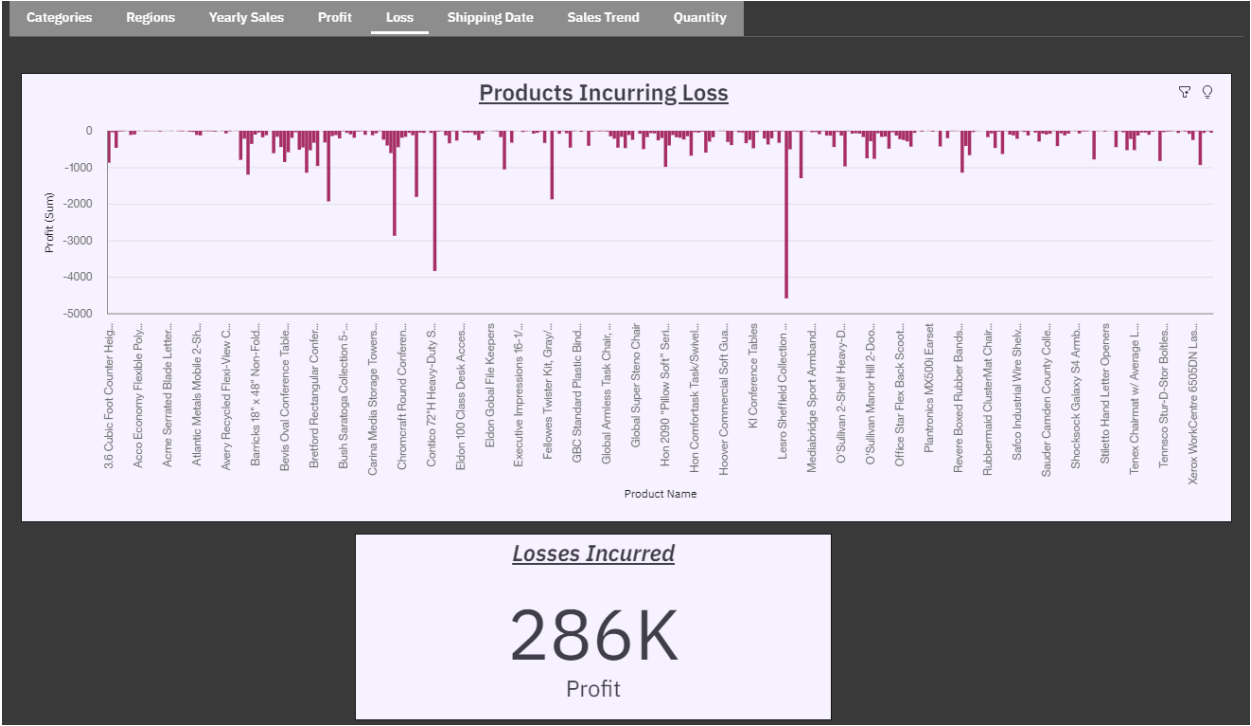 Categories Regions Yearly Sales Profit Loss Shipping Date Sales Trend Quantity
Products Incurring Loss
Profit (Sum)
0
-1000
-2000
-3000
-4000
-5000
3.6 Cubic Foot Counter Heig...
Acco Economy Flexible Poly...
Acme Serrated Blade Letter...
Atlantic Metals Mobile 2-Sh...
Avery Recycled Flexi-View C...
Barricks 18" x 48" Non-Fold...
Bevis Oval Conference Table...
Bretford Rectangular Confer...
Bush Saratoga Collection 5-...
Carina Media Storage Towers...
Chromcraft Round Conferen...
Contico 72"H Heavy-Duty S...
Eldon 100 Class Desk Acces...
Eldon Gobal File Keepers
Executive Impressions 16-1/...
Fellowes Twister Kit, Gray/...
GBC Standard Plastic Bind...
Global Armless Task Chair, ...
Global Super Steno Chair
Hon 2090 "Pillow Soft" Seri...
Hon Comfortask Task/Swivel...
Hoover Commercial Soft Gua...
KI Conference Tables
Lesro Sheffield Collection ...
Mediabridge Sport Armband...
O'Sullivan 2-Shelf Heavy-D...
O'Sullivan Manor Hill 2-Doo...
Office Star Flex Back Scoot...
Plantronics MX500i Earset
Revere Boxed Rubber Bands...
Rubbermaid ClusterMat Chair...
Safco Industrial Wire Shelv...
Sauder Camden County Colle...
Shocksock Galaxy S4 Armb...
Stiletto Hand Letter Openers
Tenex Chairmat w/ Average L...
Tennsco Stur-D-Stor Boltles...
Xerox WorkCentre 6505DN Las...
Product Name
Losses Incurred
286K
Profit